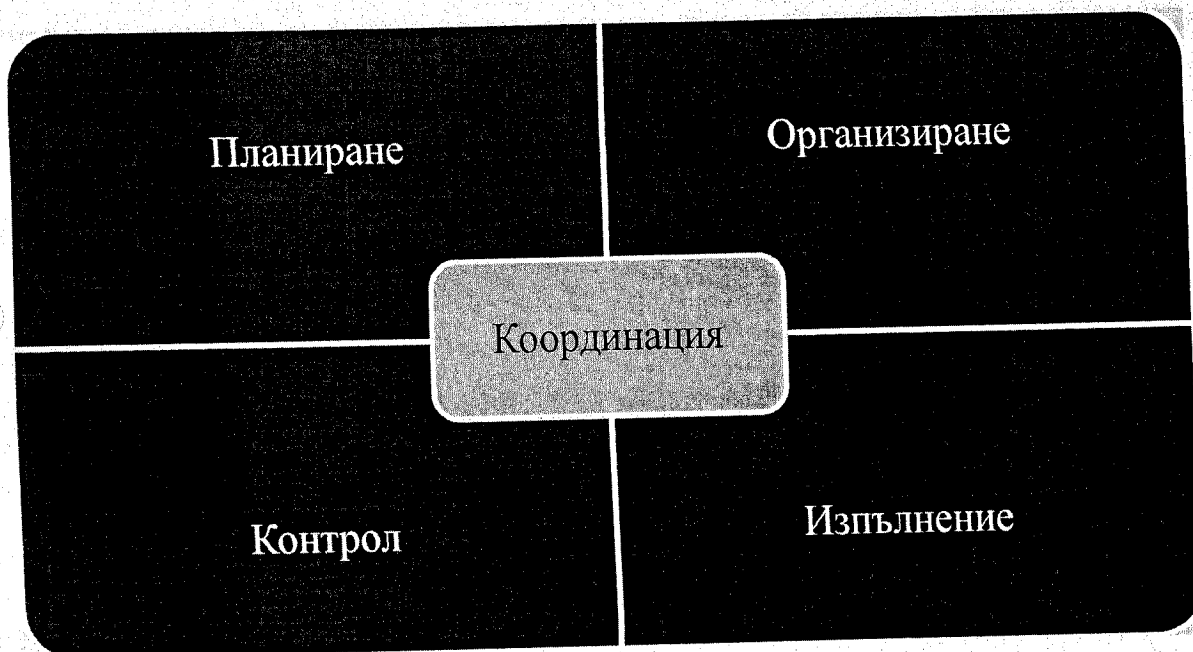 Планиране
Организиране
Координация
Контрол
Изпълнение